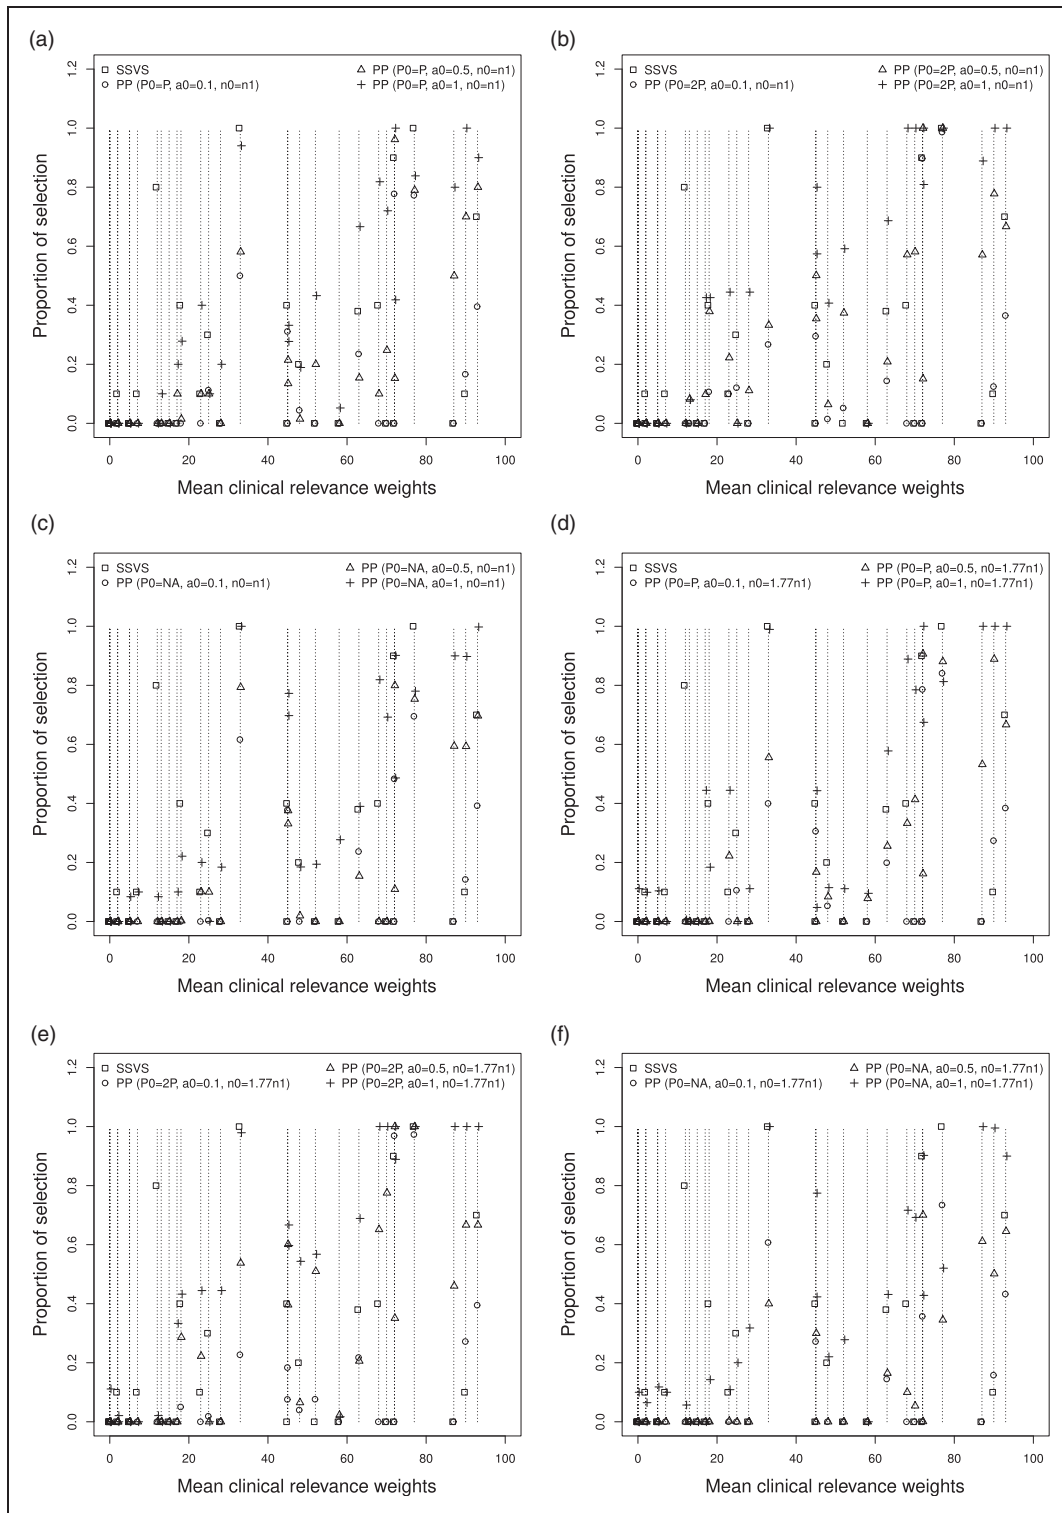 (a)
SSVS
PP (P0=P, a0=0.1, n0=n1)
PP (P0=P, a0=0.5, n0=n1)
PP (P0=P, a0=1, n0=n1)
Proportion of selection
0.0 0.2 0.4 0.6 0.8 1.0 1.2
0 20 40 60 80 100
Mean clinical relevance weights
(b)
SSVS
PP (P0=2P, a0=0.1, n0=n1)
PP (P0=2P, a0=0.5, n0=n1)
PP (P0=2P, a0=1, n0=n1)
Proportion of selection
0.0 0.2 0.4 0.6 0.8 1.0 1.2
0 20 40 60 80 100
Mean clinical relevance weights
(c)
SSVS
PP (P0=NA, a0=0.1, n0=n1)
PP (P0=NA, a0=0.5, n0=n1)
PP (P0=NA, a0=1, n0=n1)
Proportion of selection
0.0 0.2 0.4 0.6 0.8 1.0 1.2
0 20 40 60 80 100
Mean clinical relevance weights
(d)
SSVS
PP (P0=P, a0=0.1, n0=1.77n1)
PP (P0=P, a0=0.5, n0=1.77n1)
PP (P0=P, a0=1, n0=1.77n1)
Proportion of selection
0.0 0.2 0.4 0.6 0.8 1.0 1.2
0 20 40 60 80 100
Mean clinical relevance weights
(e)
SSVS
PP (P0=2P, a0=0.1, n0=1.77n1)
PP (P0=2P, a0=0.5, n0=1.77n1)
PP (P0=2P, a0=1, n0=1.77n1)
Proportion of selection
0.0 0.2 0.4 0.6 0.8 1.0 1.2
0 20 40 60 80 100
Mean clinical relevance weights
(f)
SSVS
PP (P0=NA, a0=0.1, n0=1.77n1)
PP (P0=NA, a0=0.5, n0=1.77n1)
PP (P0=NA, a0=1, n0=1.77n1)
Proportion of selection
0.0 0.2 0.4 0.6 0.8 1.0 1.2
0 20 40 60 80 100
Mean clinical relevance weights